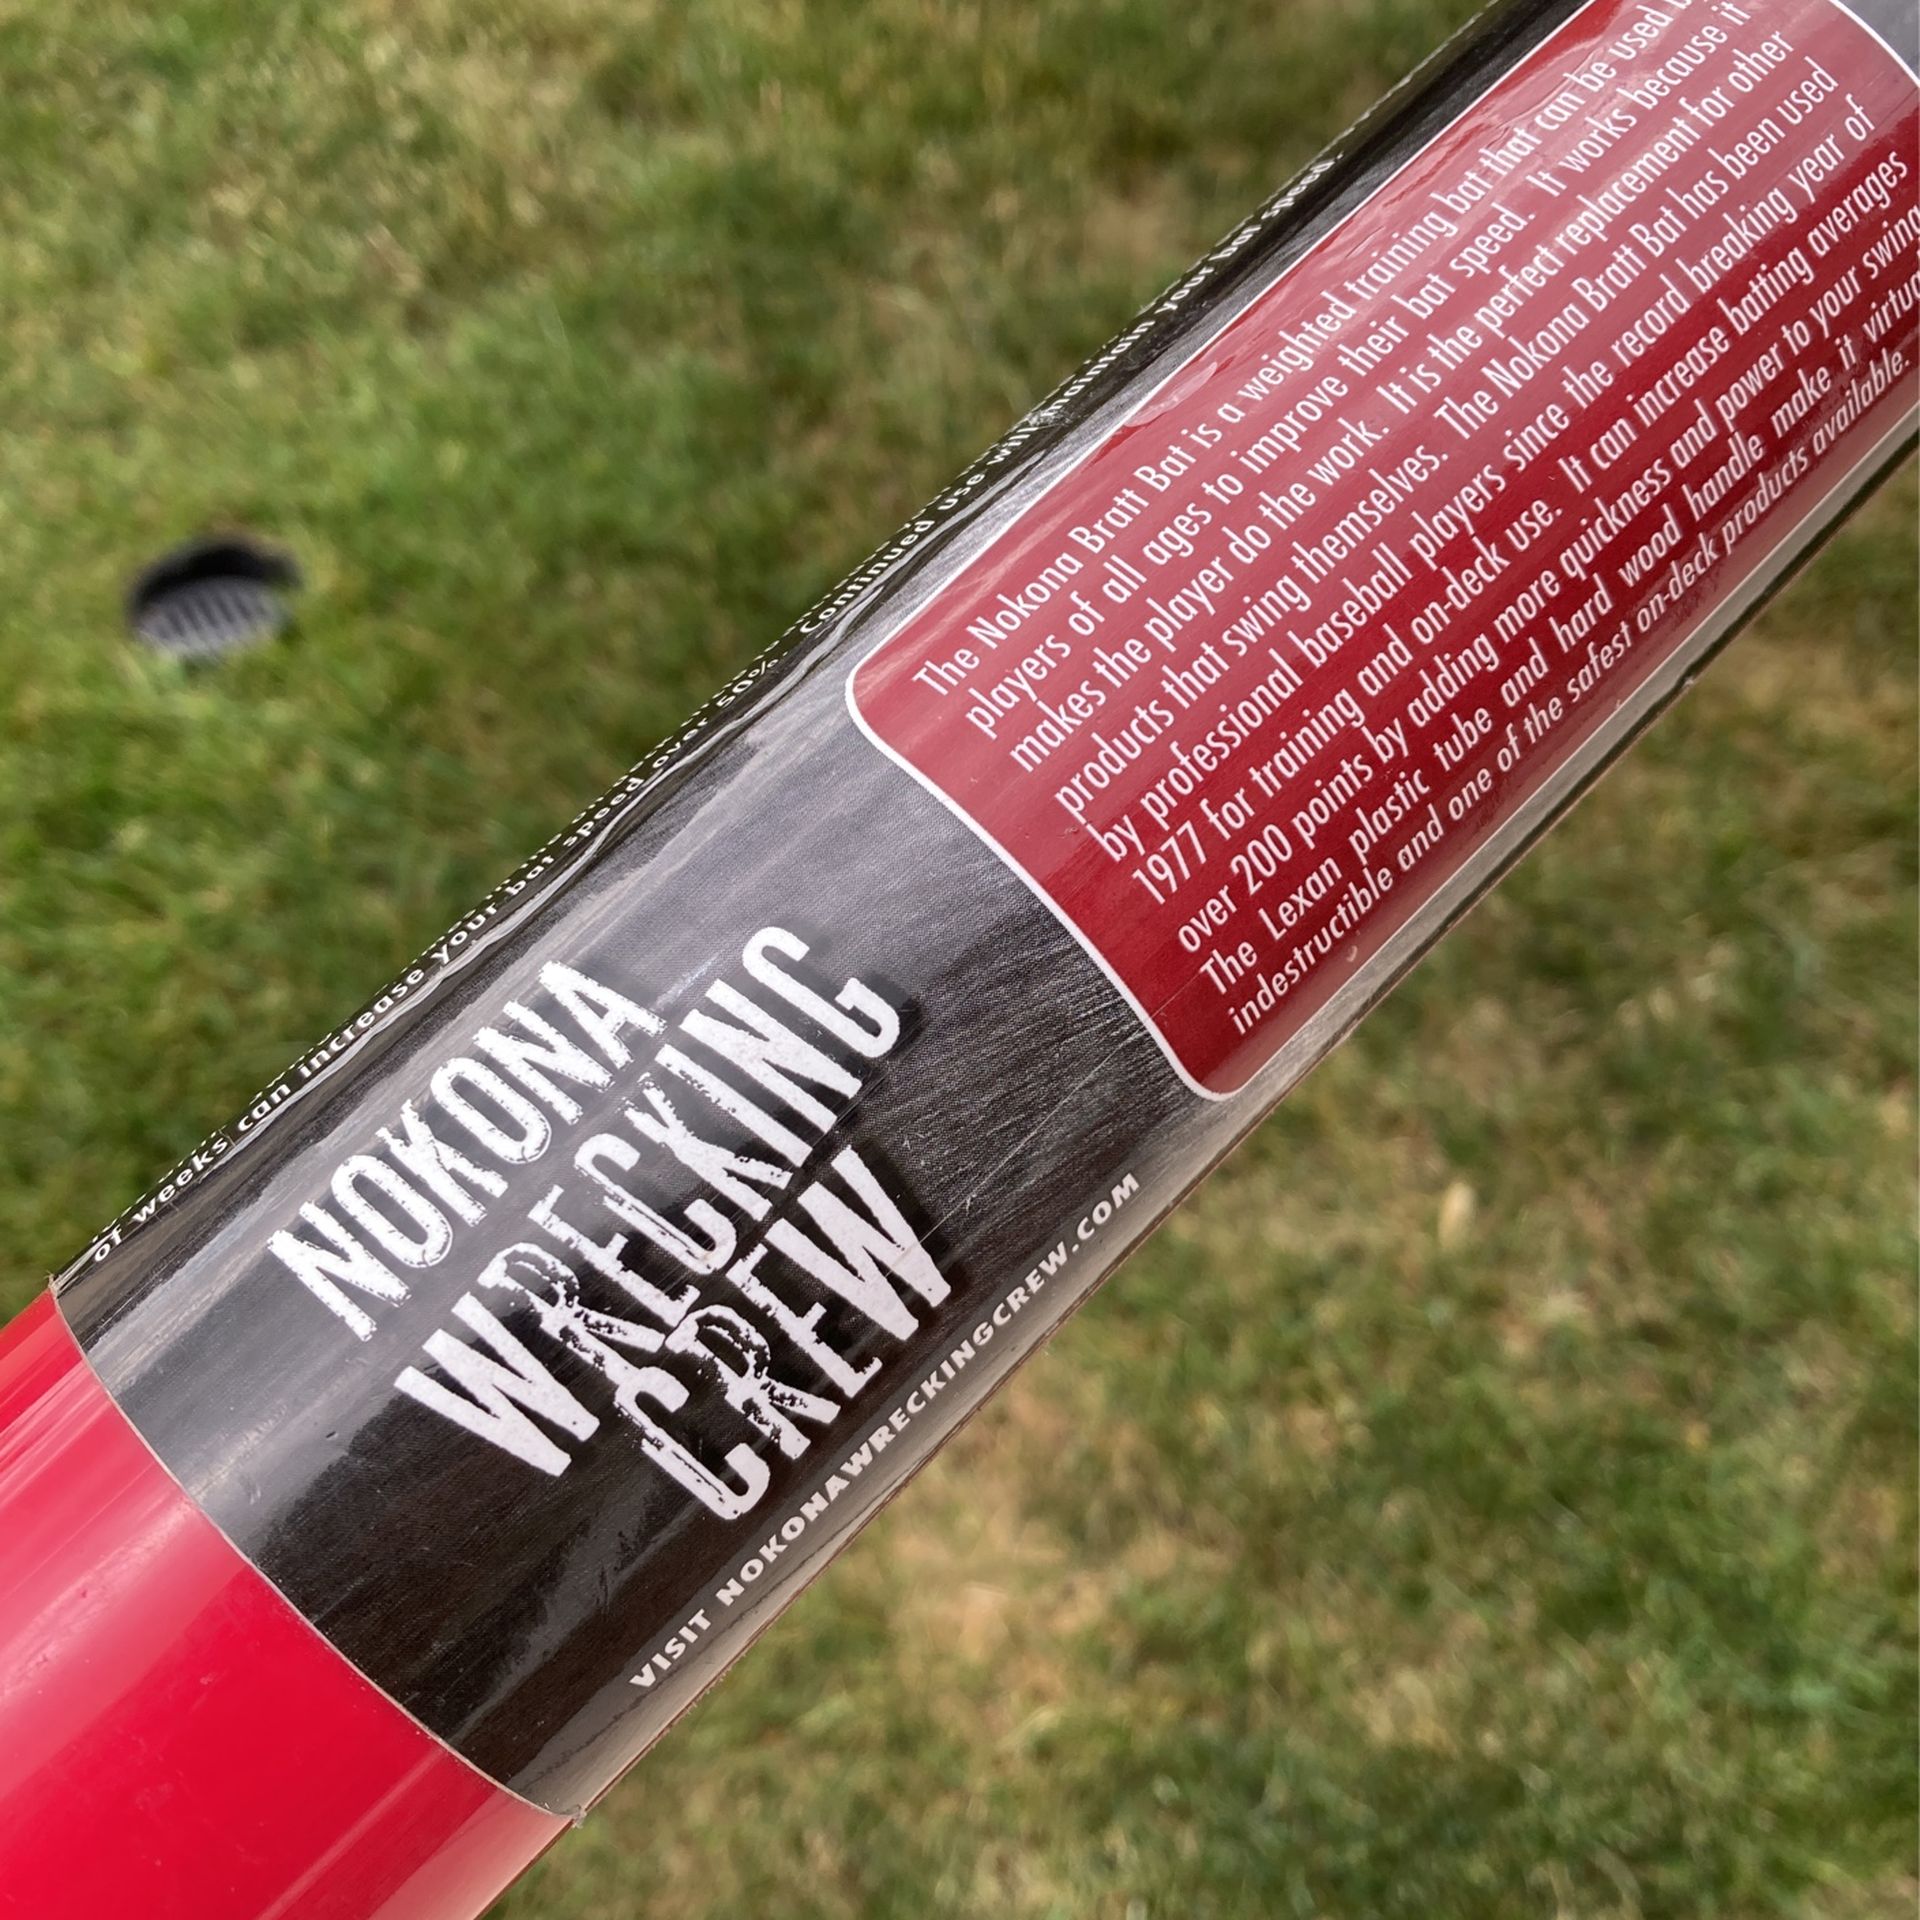 of weeks can increase your bat speed over 50%. Continued use will maintain your bat speed.
NOKONA
WRECKING
CREW
VISIT NOKONAWRECKINGCREW.COM
The Nokona Bratt Bat is a weighted training bat that can be used
players of all ages to improve their bat speed. It works because it
makes the player do the work. It is the perfect replacement for other
products that swing themselves. The Nokona Bratt Bat has been used
by professional baseball players since the record breaking year of
1977 for training and on-deck use. It can increase batting averages
over 200 points by adding more quickness and power to your swing
The Lexan plastic tube and hard wood handle make it
indestructible and one of the safest on-deck products available.